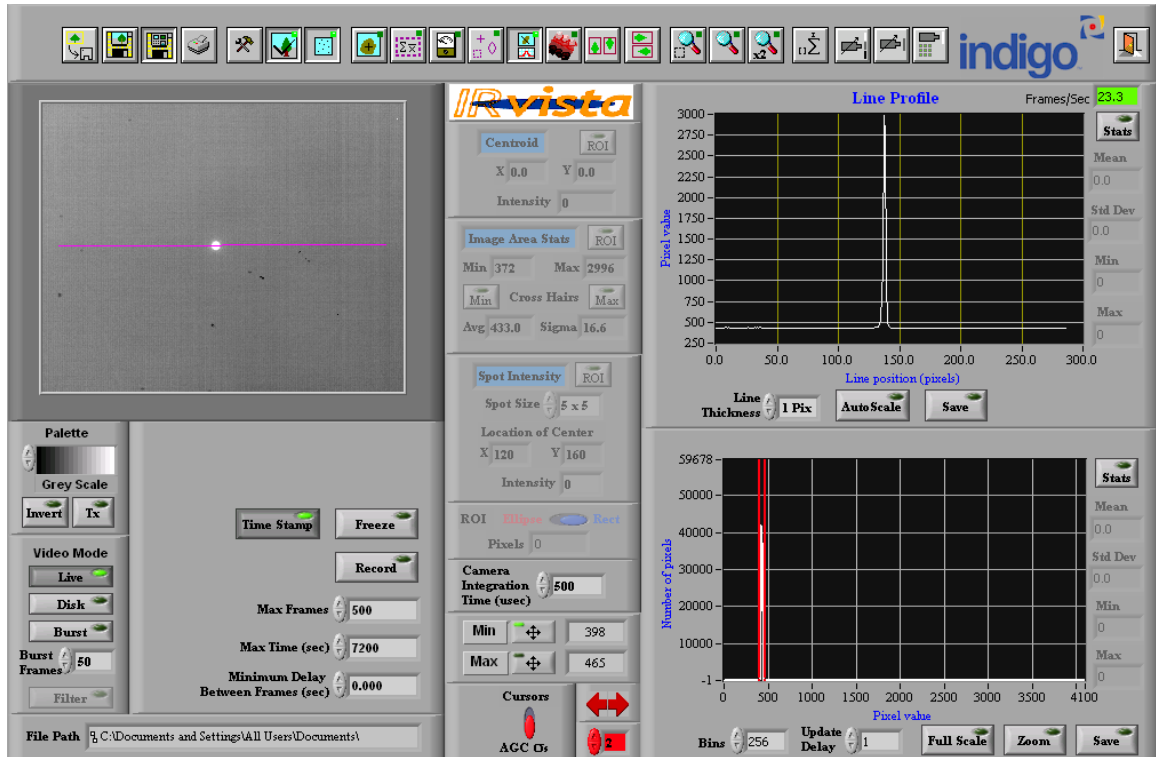 indigo
IRvista
Centroid
ROI
X 0.0 Y 0.0
Intensity 0
Image Area Stats
ROI
Min 372 Max 2996
Min Cross Hairs Max
Avg 433.0 Sigma 16.6
Spot Intensity
ROI
Spot Size 5 x 5
Location of Center
X 120 Y 160
Intensity 0
ROI Ellipse Rect
Pixels 0
Camera
Integration
Time (usec)
500
Min 398
Max 465
Cursors
AGC σs
2
Line Profile
Frames/Sec 23.3
Pixel value
3000
2750
2500
2250
2000
1750
1500
1250
1000
750
500
250
0.0 50.0 100.0 150.0 200.0 250.0 300.0
Line position (pixels)
Stats
Mean
0.0
Std Dev
0.0
Min
0
Max
0
Line
Thickness
1 Pix
AutoScale
Save
Number of pixels
59678
50000
40000
30000
20000
10000
-1
0 500 1000 1500 2000 2500 3000 3500 4100
Pixel value
Stats
Mean
0.0
Std Dev
0.0
Min
0
Max
0
Bins 256
Update
Delay
1
Full Scale
Zoom
Save
Palette
Grey Scale
Invert
Tx
Video Mode
Live
Disk
Burst
Burst
Frames
50
Filter
Time Stamp
Freeze
Record
Max Frames 500
Max Time (sec) 7200
Minimum Delay
Between Frames (sec)
0.000
File Path C:\Documents and Settings\All Users\Documents\
x2
Σx̄
nΣ